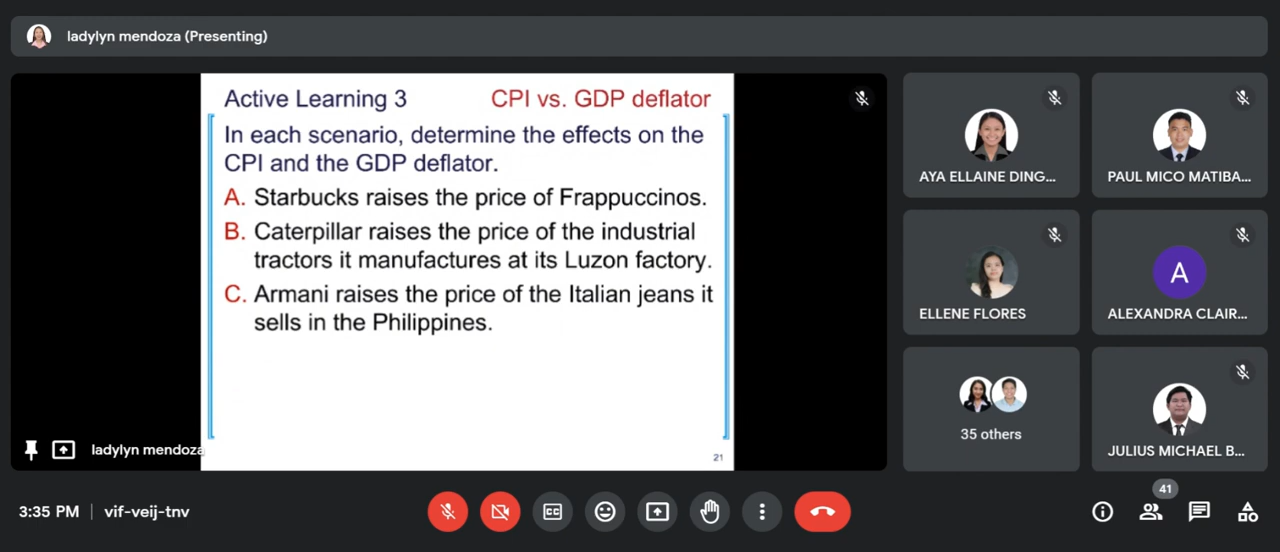 ladylyn mendoza (Presenting)
Active Learning 3 CPI vs. GDP deflator
In each scenario, determine the effects on the
CPI and the GDP deflator.
A. Starbucks raises the price of Frappuccinos.
B. Caterpillar raises the price of the industrial
tractors it manufactures at its Luzon factory.
C. Armani raises the price of the Italian jeans it
sells in the Philippines.
21
ladylyn mendoza
AYA ELLAINE DING...
PAUL MICO MATIBA...
ELLENE FLORES
A
ALEXANDRA CLAIR...
35 others
JULIUS MICHAEL B...
3:35 PM | vif-veij-tnv
CC
41